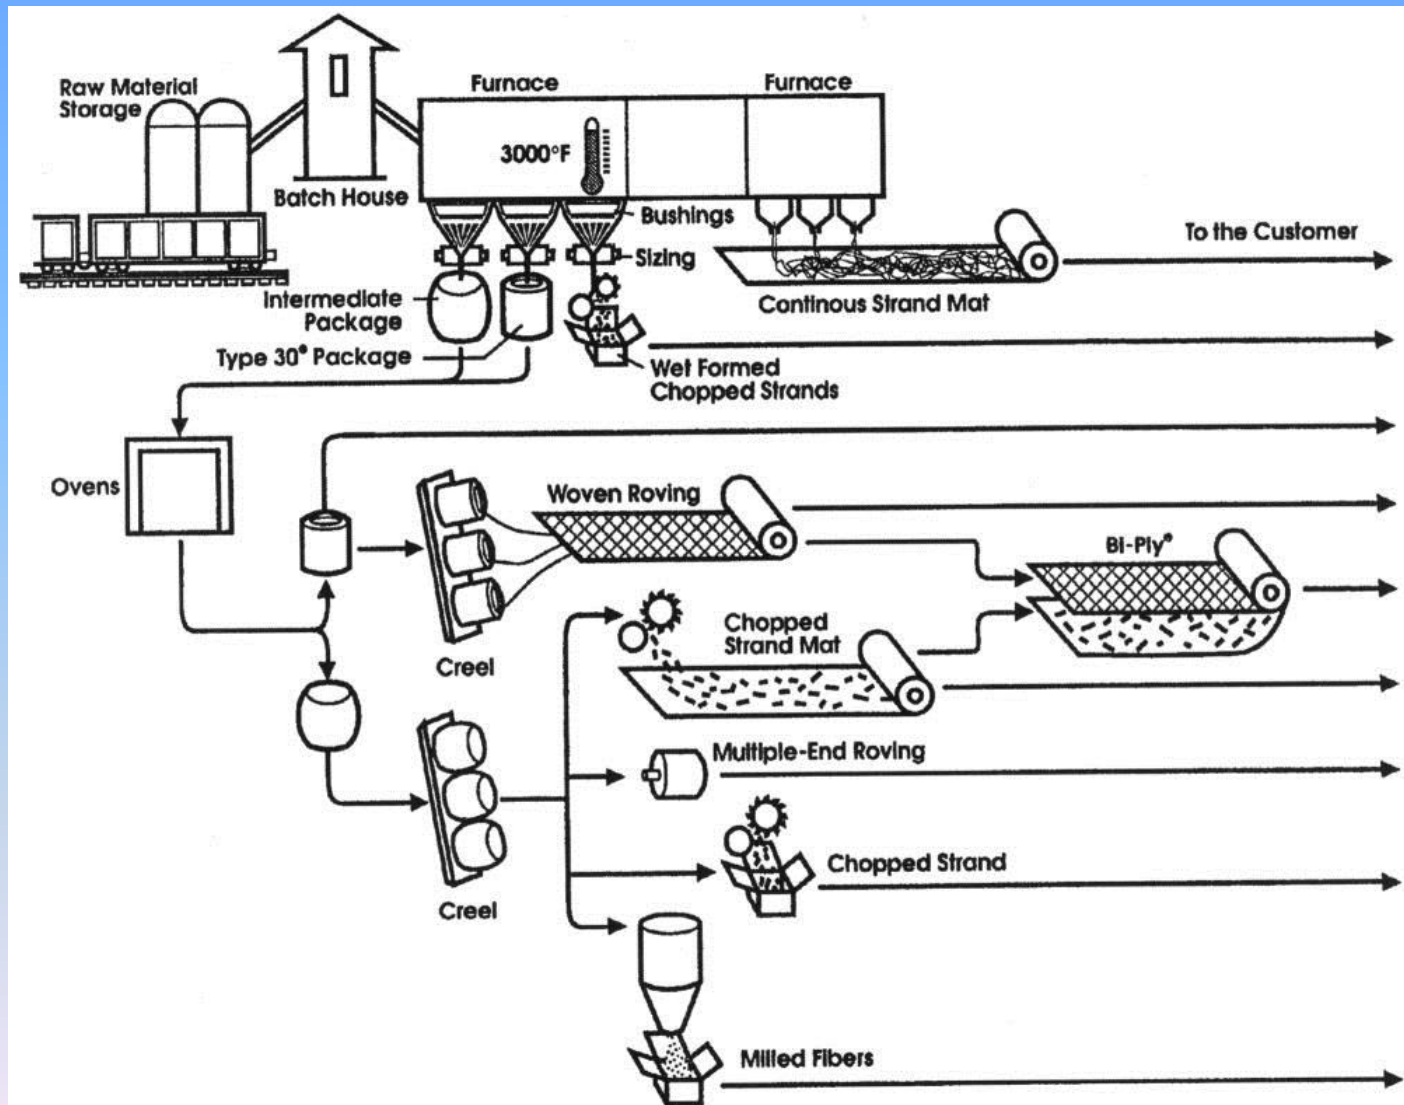 Raw Material
Storage
Batch House
Furnace
Furnace
3000°F
Bushings
Sizing
To the Customer
Continous Strand Mat
Intermediate
Package
Type 30® Package
Wet Formed
Chopped Strands
Ovens
Woven Roving
Bi-Ply®
Creel
Chopped
Strand Mat
Multiple-End Roving
Creel
Chopped Strand
Milled Fibers